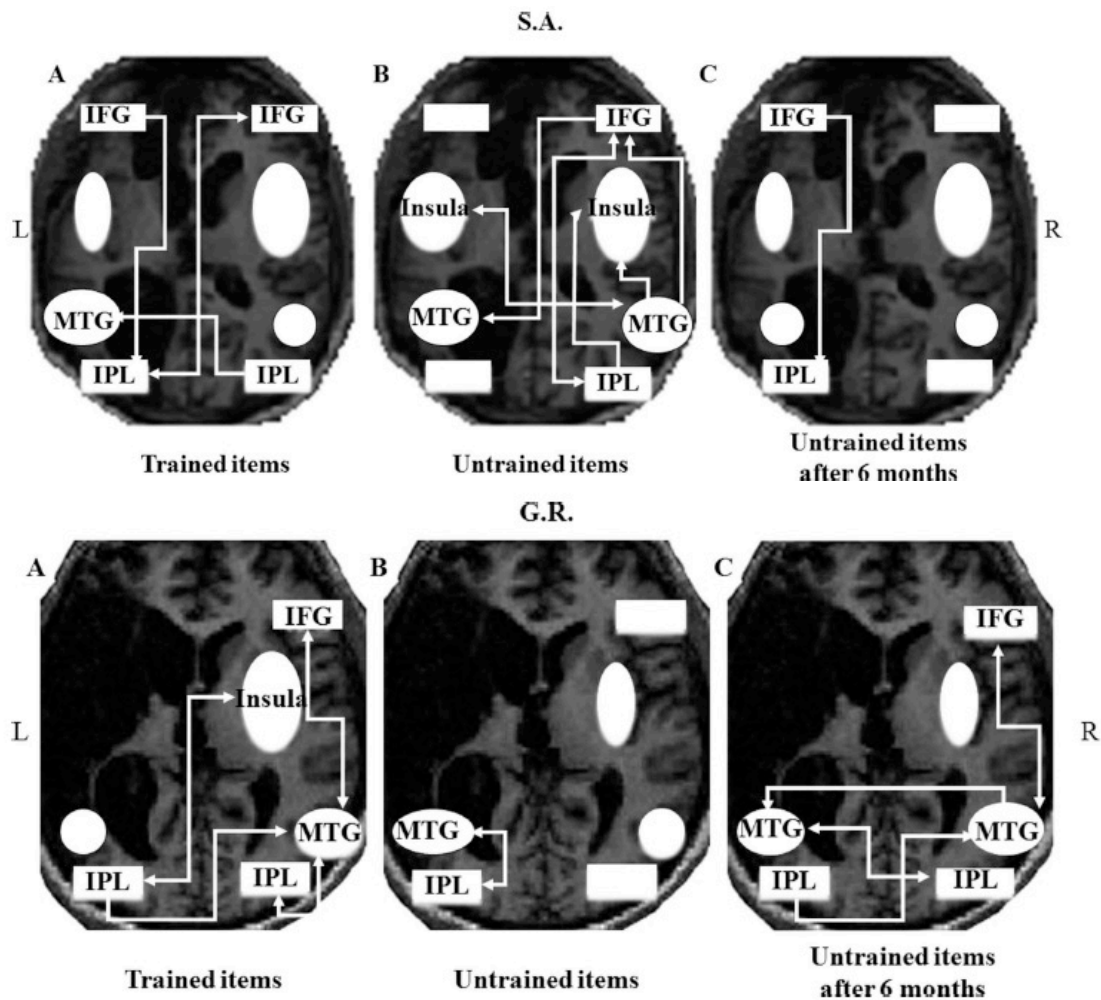 S.A.
A B C
IFG IFG IFG IFG
Insula Insula
L R
MTG MTG MTG
IPL IPL IPL IPL
Trained items Untrained items Untrained items
after 6 months
G.R.
A B C
IFG IFG
Insula
L R
MTG MTG MTG MTG
IPL IPL IPL IPL IPL
Trained items Untrained items Untrained items
after 6 months